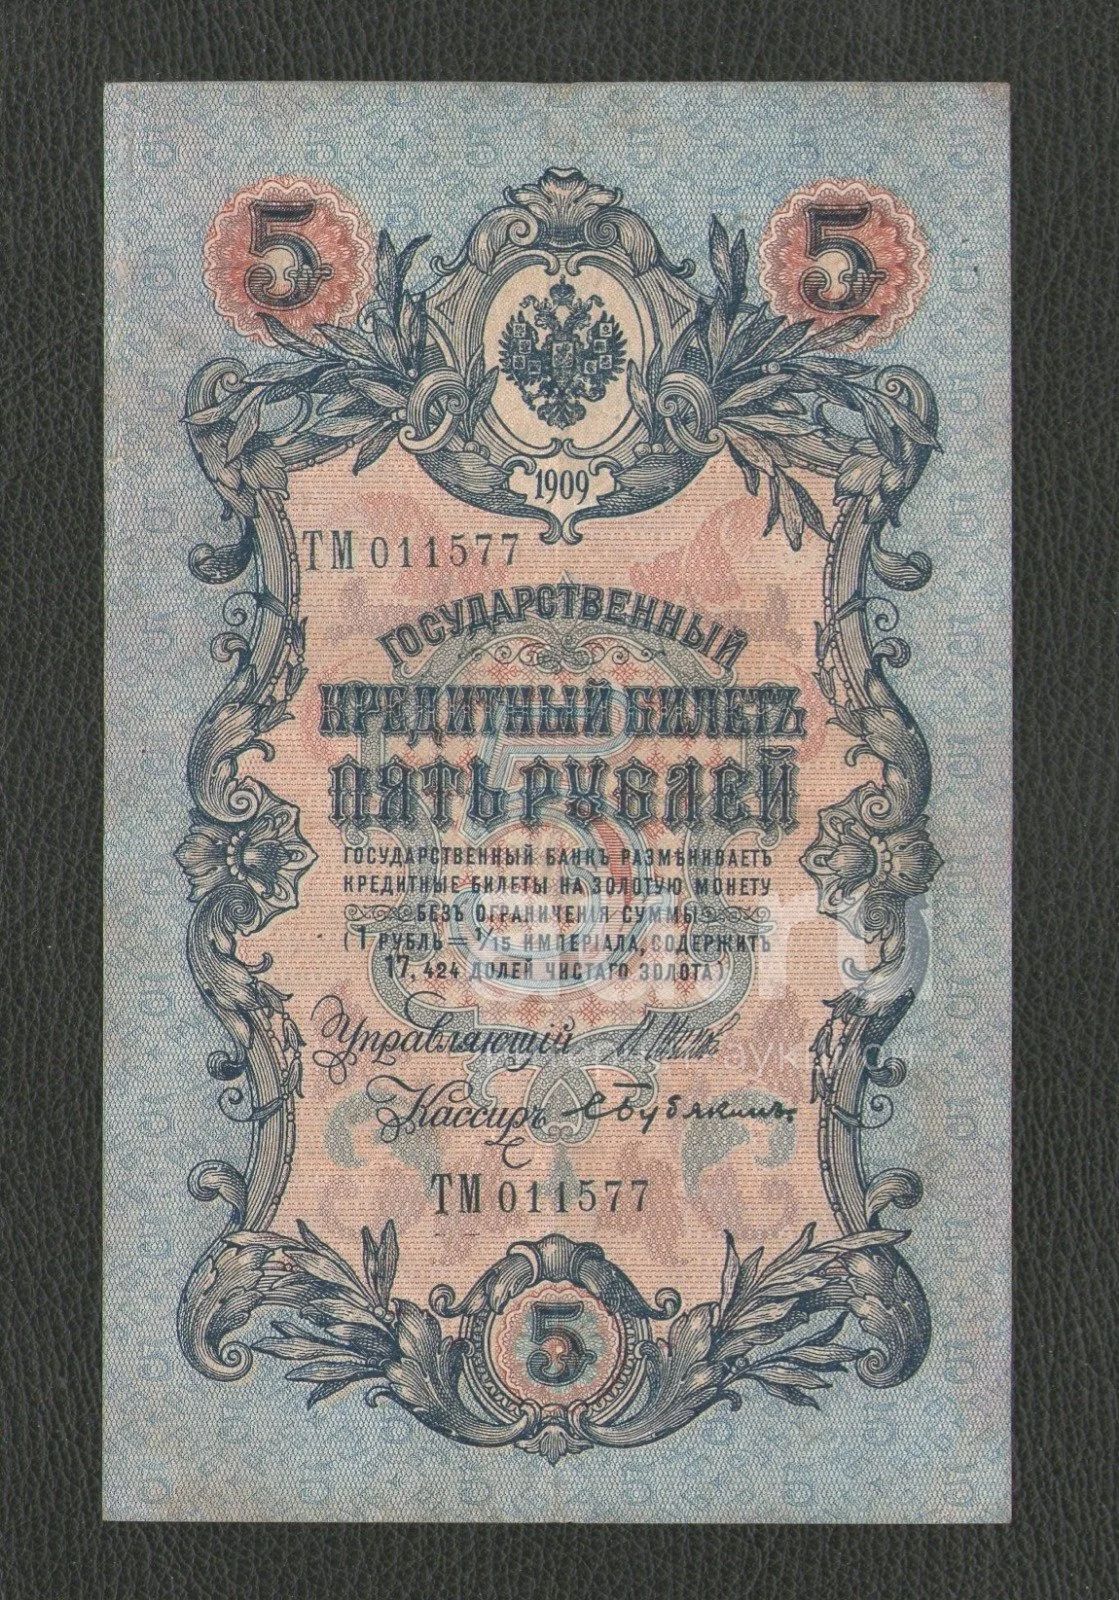 5 5
1909
ТМ 011577
ГОСУДАРСТВЕННЫЙ
КРЕДИТНЫЙ БИЛЕТЪ
ПЯТЬ РУБЛЕЙ
ГОСУДАРСТВЕННЫЙ БАНКЪ РАЗМѢНИВАЕТЪ
КРЕДИТНЫЕ БИЛЕТЫ НА ЗОЛОТУЮ МОНЕТУ
БЕЗЪ ОГРАНИЧЕНІЯ СУММЫ
(1 РУБЛЬ = 1/15 ИМПЕРІАЛА, СОДЕРЖИТЪ
17,424 ДОЛЕЙ ЧИСТАГО ЗОЛОТА)
Управляющій
Кассиръ
ТМ 011577
5